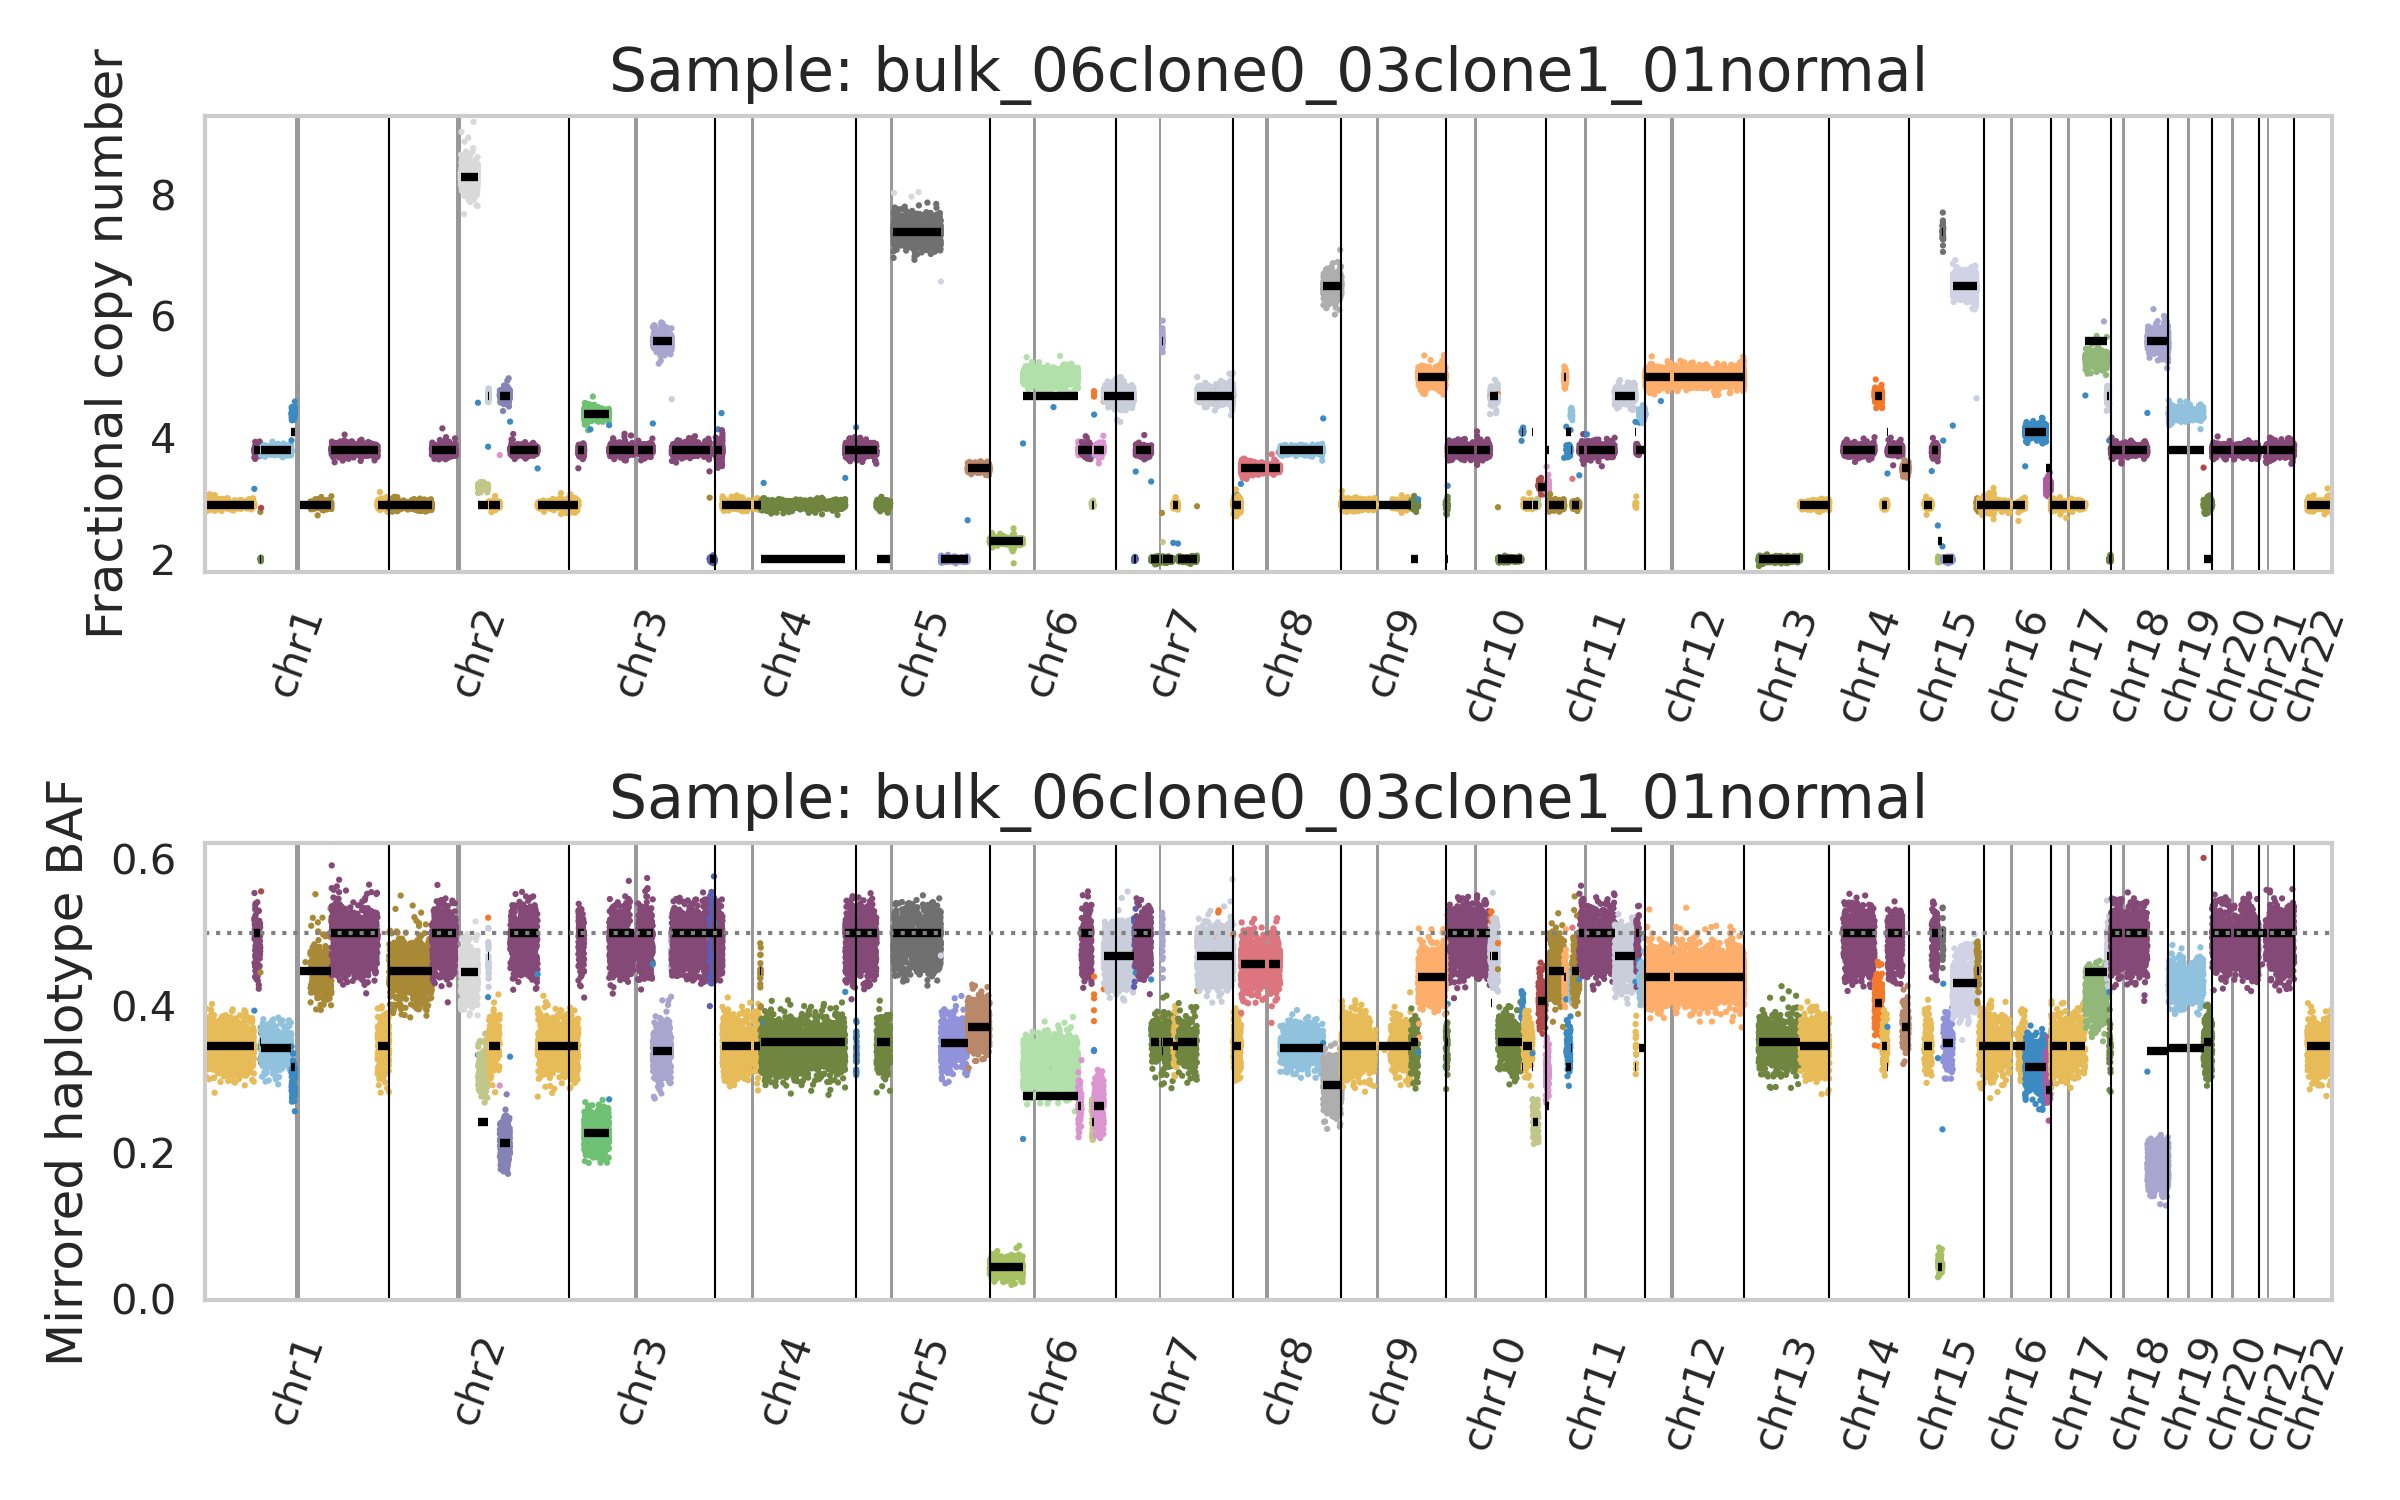 Sample: bulk_06clone0_03clone1_01normal
Fractional copy number
8
6
4
2
chr1
chr2
chr3
chr4
chr5
chr6
chr7
chr8
chr9
chr10
chr11
chr12
chr13
chr14
chr15
chr16
chr17
chr18
chr19
chr20
chr21
chr22
Sample: bulk_06clone0_03clone1_01normal
Mirrored haplotype BAF
0.6
0.4
0.2
0.0
chr1
chr2
chr3
chr4
chr5
chr6
chr7
chr8
chr9
chr10
chr11
chr12
chr13
chr14
chr15
chr16
chr17
chr18
chr19
chr20
chr21
chr22